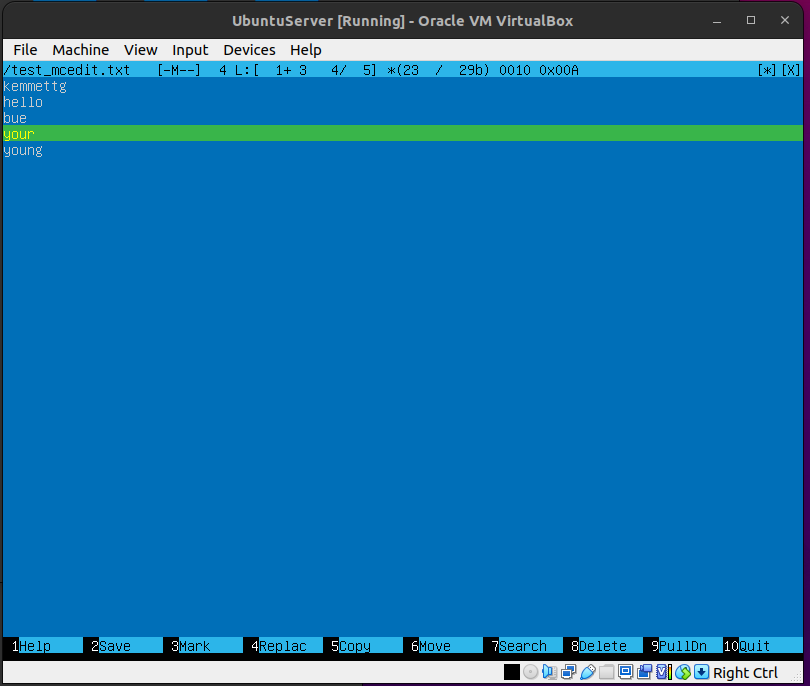 UbuntuServer [Running] - Oracle VM VirtualBox
File Machine View Input Devices Help
/test_mcedit.txt [-M--] 4 L:[ 1+ 3 4/ 5] *(23 / 29b) 0010 0x00A [*][X]
kemmettg
hello
bue
your
young
1Help 2Save 3Mark 4Replac 5Copy 6Move 7Search 8Delete 9PullDn 10Quit
Right Ctrl